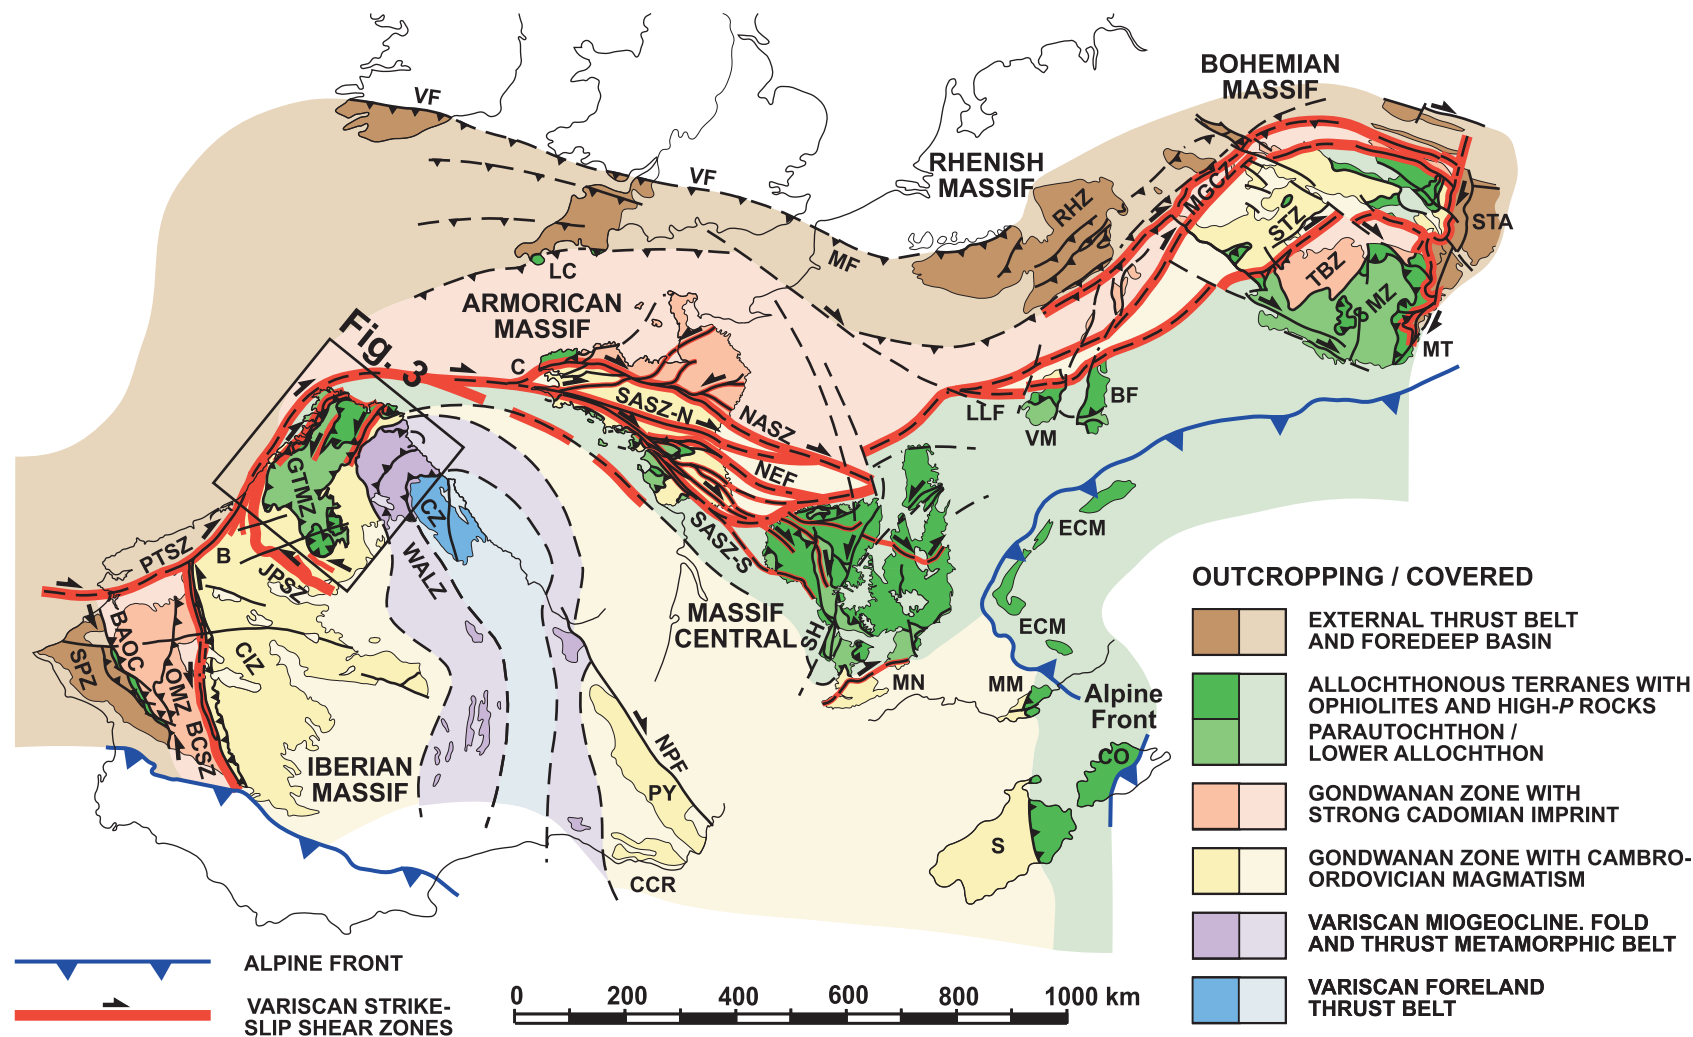 BOHEMIAN
MASSIF
VF
VF
RHENISH
MASSIF
RHZ
MGCZ
STZ
STA
TBZ
MZ
MT
MF
LC
ARMORICAN
MASSIF
Fig. 3
C
SASZ-N
NASZ
NEF
SASZ-S
LLF
VM
BF
GTMZ
CZ
WALZ
PTSZ
B
JPSZ
BAOC
SPZ
OMZ
BCSZ
CIZ
IBERIAN
MASSIF
MASSIF
CENTRAL
SH
MN
MM
ECM
ECM
Alpine
Front
CO
NPF
PY
S
CCR
OUTCROPPING / COVERED
EXTERNAL THRUST BELT
AND FOREDEEP BASIN
ALLOCHTHONOUS TERRANES WITH
OPHIOLITES AND HIGH-P ROCKS
PARAUTOCHTHON /
LOWER ALLOCHTHON
GONDWANAN ZONE WITH
STRONG CADOMIAN IMPRINT
GONDWANAN ZONE WITH CAMBRO-
ORDOVICIAN MAGMATISM
VARISCAN MIOGEOCLINE. FOLD
AND THRUST METAMORPHIC BELT
VARISCAN FORELAND
THRUST BELT
ALPINE FRONT
VARISCAN STRIKE-
SLIP SHEAR ZONES
0 200 400 600 800 1000 km